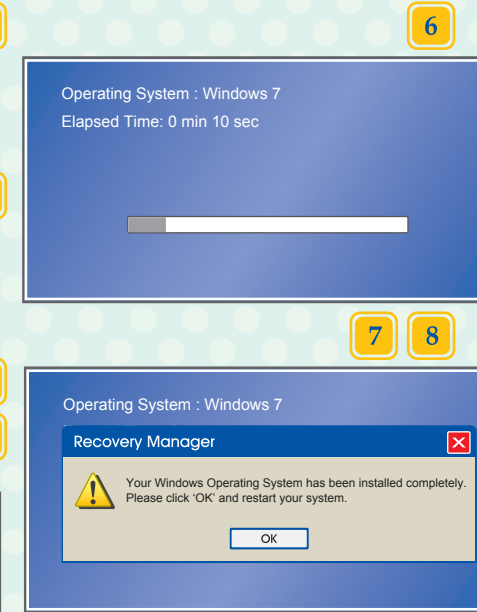 6
Operating System : Windows 7
Elapsed Time: 0 min 10 sec
7 8
Operating System : Windows 7
Recovery Manager
Your Windows Operating System has been installed completely.
Please click ‘OK’ and restart your system.
OK